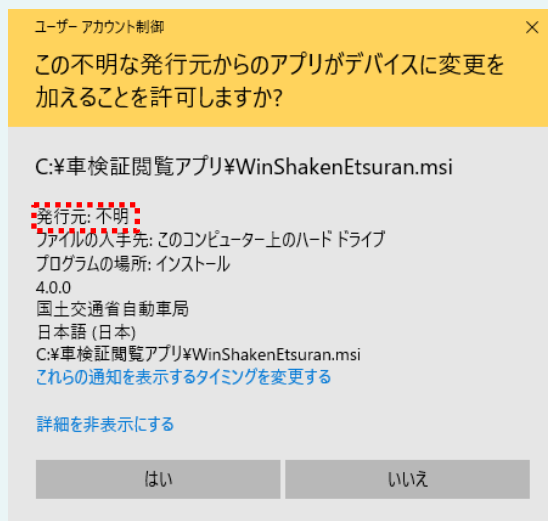 ユーザー アカウント制御
この不明な発行元からのアプリがデバイスに変更を
加えることを許可しますか?
C:¥車検証閲覧アプリ¥WinShakenEtsuran.msi
発行元: 不明
ファイルの入手先: このコンピューター上のハード ドライブ
プログラムの場所: インストール
4.0.0
国土交通省自動車局
日本語 (日本)
C:¥車検証閲覧アプリ¥WinShakenEtsuran.msi
これらの通知を表示するタイミングを変更する
詳細を非表示にする
はい
いいえ